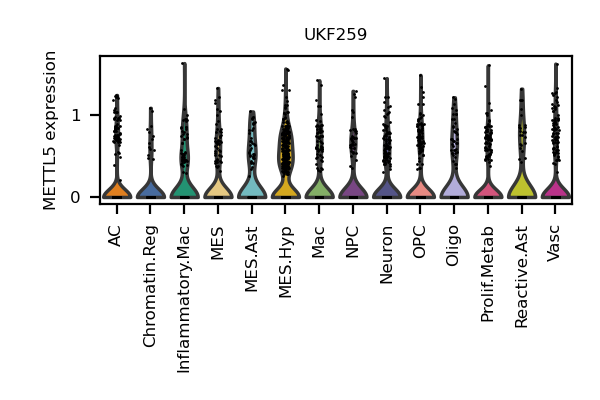 UKF259
METTL5 expression
1
0
AC
Chromatin.Reg
Inflammatory.Mac
MES
MES.Ast
MES.Hyp
Mac
NPC
Neuron
OPC
Oligo
Prolif.Metab
Reactive.Ast
Vasc